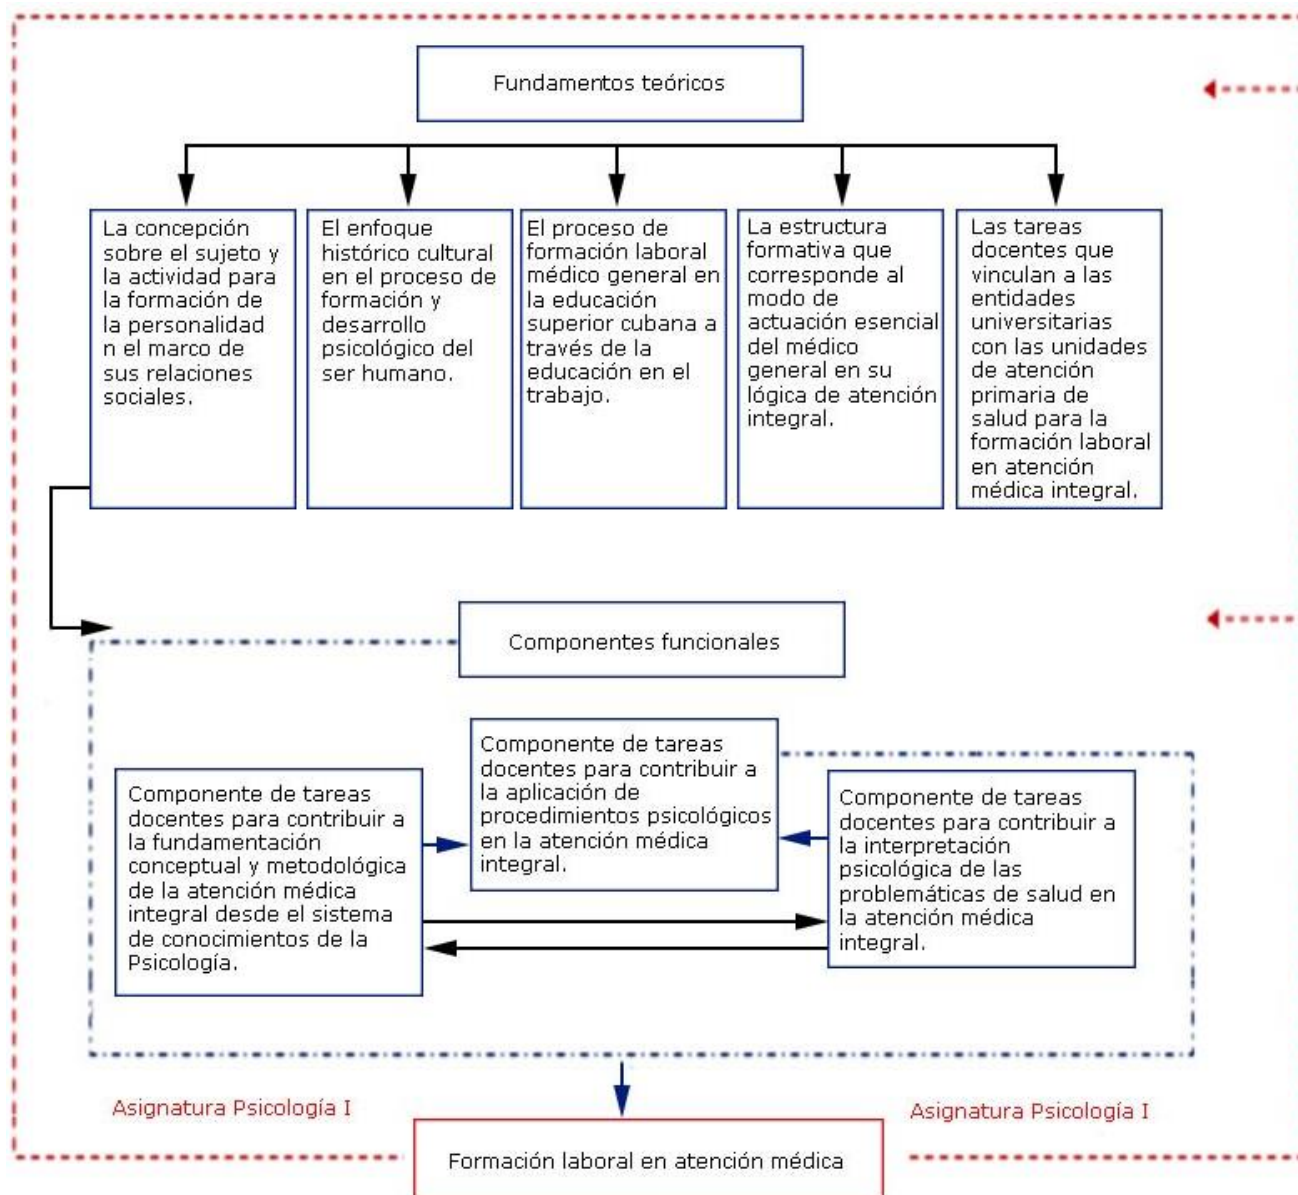 Fundamentos teóricos
La concepción
sobre el sujeto y
la actividad para
la formación de
la personalidad
n el marco de
sus relaciones
sociales.
El enfoque
histórico cultural
en el proceso de
formación y
desarrollo
psicológico del
ser humano.
El proceso de
formación laboral
médico general en
la educación
superior cubana a
través de la
educación en el
trabajo.
La estructura
formativa que
corresponde al
modo de
actuación esencial
del médico
general en su
lógica de atención
integral.
Las tareas
docentes que
vinculan a las
entidades
universitarias
con las unidades
de atención
primaria de
salud para la
formación laboral
en atención
médica integral.
Componentes funcionales
Componente de tareas
docentes para contribuir a
la fundamentación
conceptual y metodológica
de la atención médica
integral desde el sistema
de conocimientos de la
Psicología.
Componente de tareas
docentes para contribuir a
la aplicación de
procedimientos psicológicos
en la atención médica
integral.
Componente de tareas
docentes para contribuir a
la interpretación
psicológica de las
problemáticas de salud en
la atención médica
integral.
Asignatura Psicología I
Asignatura Psicología I
Formación laboral en atención médica